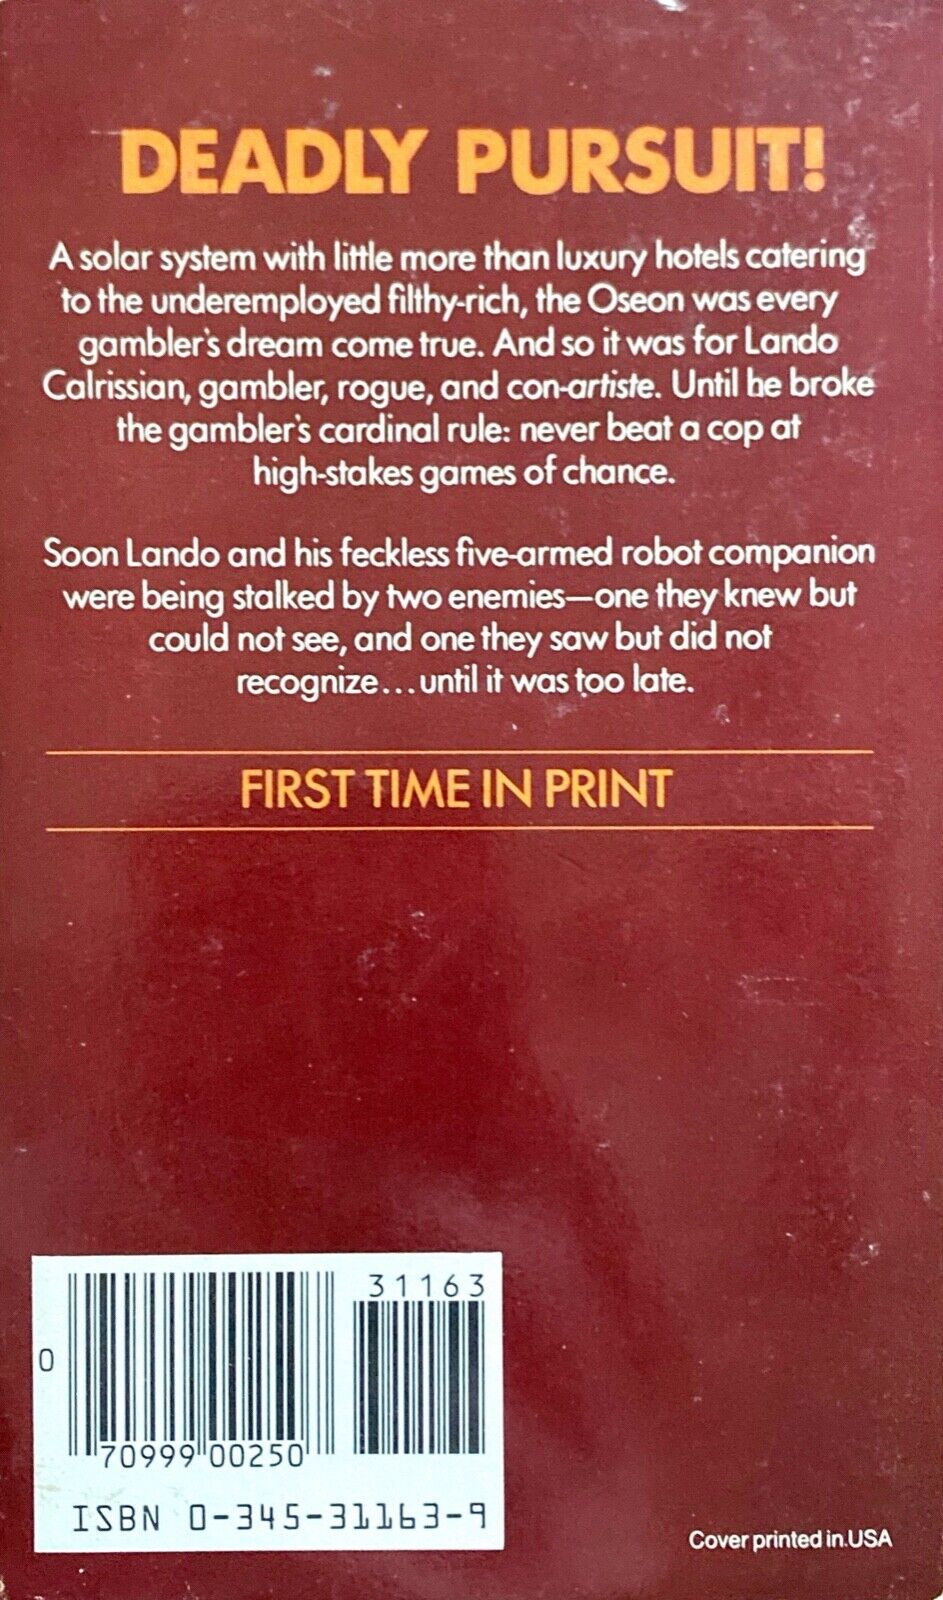 DEADLY PURSUIT!
A solar system with little more than luxury hotels catering
to the underemployed filthy-rich, the Oseon was every
gambler's dream come true. And so it was for Lando
Calrissian, gambler, rogue, and con-artiste. Until he broke
the gambler's cardinal rule: never beat a cop at
high-stakes games of chance.
Soon Lando and his feckless five-armed robot companion
were being stalked by two enemies—one they knew but
could not see, and one they saw but did not
recognize...until it was too late.
FIRST TIME IN PRINT
31163
0
70999 00250
ISBN 0-345-31163-9
Cover printed in USA